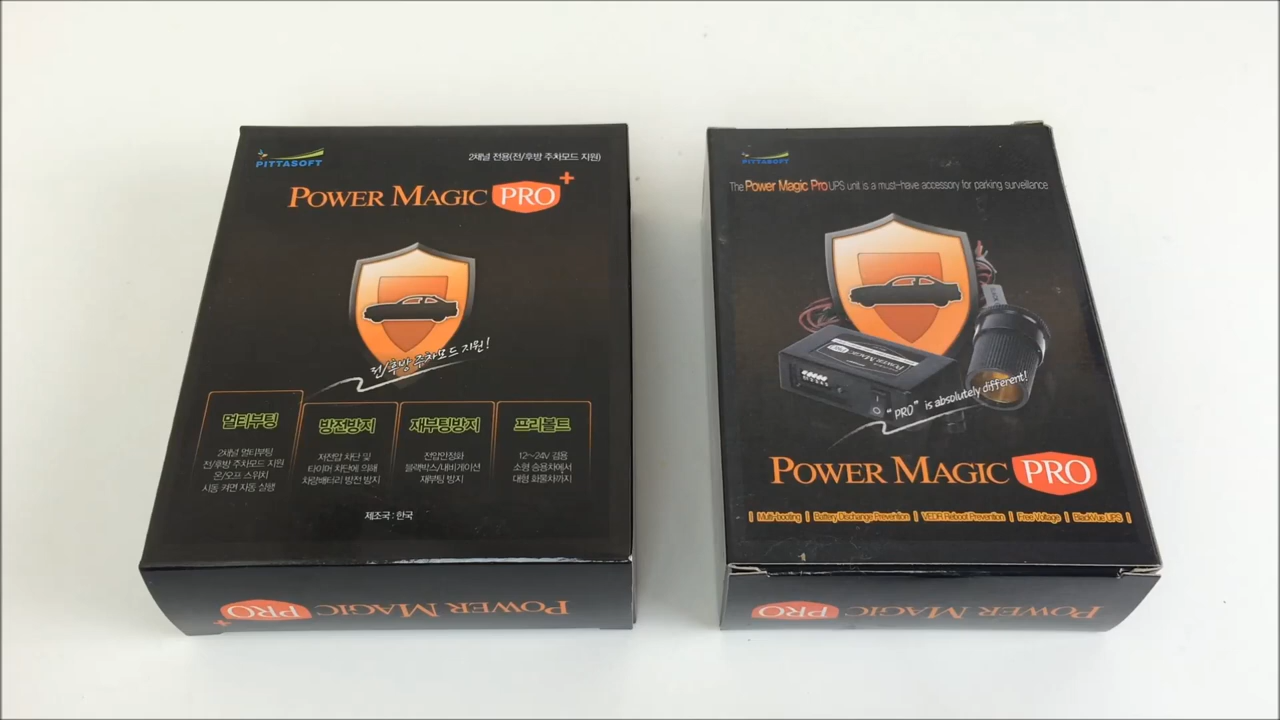 PITTASOFT
2채널 전용(전/후방 주차모드 지원)
POWER MAGIC PRO+
전/후방 주차모드 지원!
멀티부팅
2채널 멀티부팅
전/후방 주차모드 지원
온/오프 스위치
시동 켜면 자동 실행
방전방지
저전압 차단 및
타이머 차단에 의해
차량배터리 방전 방지
재부팅방지
전압안정화
블랙박스/내비게이션
재부팅 방지
프리볼트
12~24V 겸용
소형 승용차에서
대형 화물차까지
제조국 : 한국
POWER MAGIC PRO+
PITTASOFT
The Power Magic Pro UPS unit is a must-have accessory for parking surveillance
POWER MAGIC PRO
"PRO" is absolutely different!
POWER MAGIC PRO
| Multi-booting | Battery Discharge Prevention | VEDR Reboot Prevention | Free Voltage | BlackVue UPS |
POWER MAGIC PRO